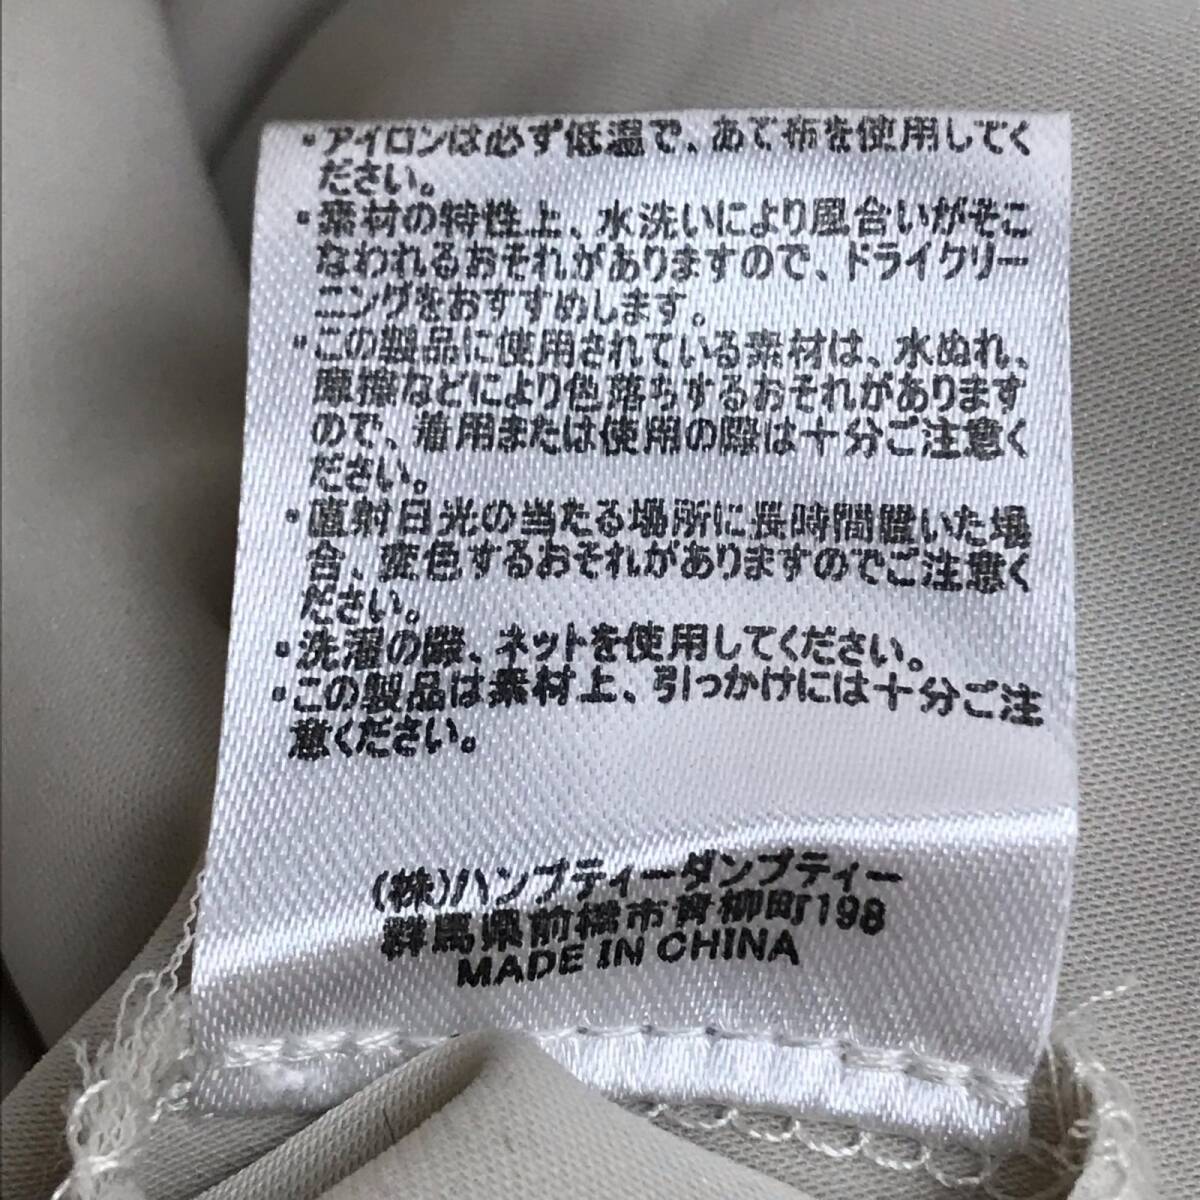 ・アイロンは必ず低温で、あて布を使用してく
ださい。
・素材の特性上、水洗いにより風合いがそこ
なわれるおそれがありますので、ドライクリー
ニングをおすすめします。
・この製品に使用されている素材は、水ぬれ、
摩擦などにより色落ちするおそれがあります
ので、着用または使用の際は十分ご注意く
ださい。
・直射日光の当たる場所に長時間置いた場
合、変色するおそれがありますのでご注意く
ださい。
・洗濯の際、ネットを使用してください。
・この製品は素材上、引っかけには十分ご注
意ください。
(株)ハンプティーダンプティー
群馬県前橋市青柳町198
MADE IN CHINA